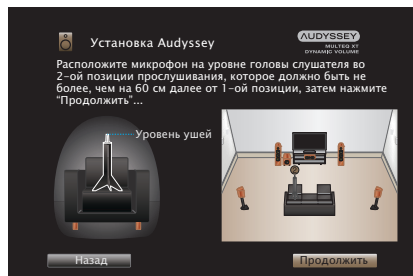 Установка Audyssey
AUDYSSEY
MULTEQ XT
DYNAMIC VOLUME
Расположите микрофон на уровне головы слушателя во
2-ой позиции прослушивания, которое должно быть не
более, чем на 60 см далее от 1-ой позиции, затем нажмите
"Продолжить"...
Уровень ушей
Назад
Продолжить